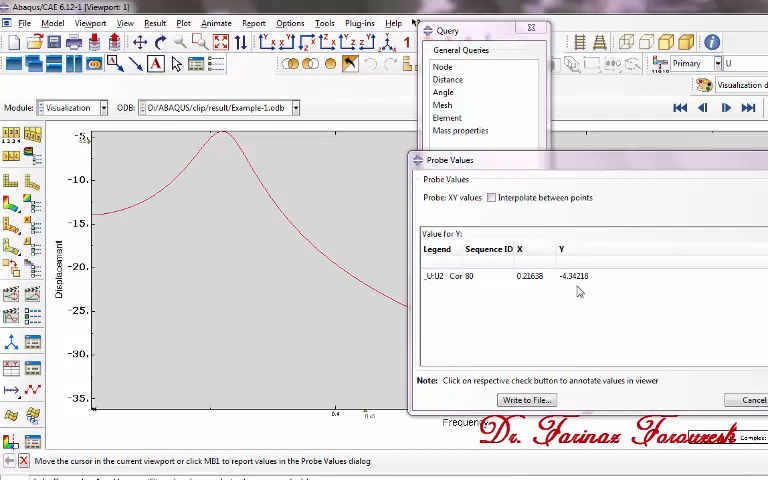 Abaqus/CAE 6.12-1 [Viewport: 1]
File Model Viewport View Result Plot Animate Report Options Tools Plug-ins Help
Query
General Queries
Node
Distance
Angle
Mesh
Element
Mass properties
Primary U
Visualization d
Module: Visualization ODB: D:/ABAQUS/clip/result/Example-1.odb
Probe Values
Probe Values
Probe: XY values Interpolate between points
Value for Y:
Legend Sequence ID X Y
_U:U2 Cor 80 0.21638 -4.34218
Note: Click on respective check button to annotate values in viewer
Write to File... Cancel
-5.
-10.
-15.
-20.
-25.
-30.
-35.
Displacement
0.4
Frequency
Dr. Farinaz Forouzesh
Move the cursor in the current viewport or click MB1 to report values in the Probe Values dialog